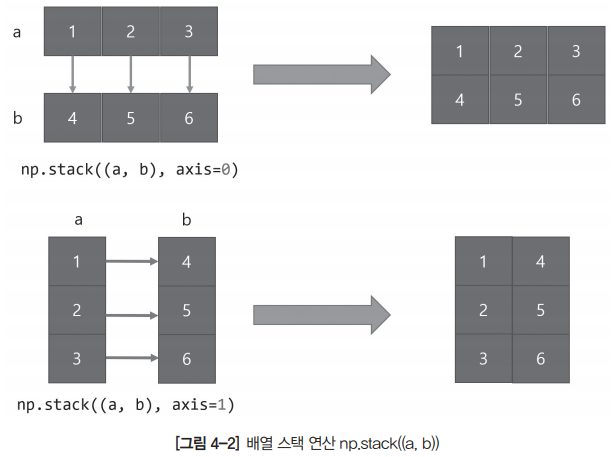 a 1 2 3
1 2 3
4 5 6
b 4 5 6
np.stack((a, b), axis=0)
a b
1 4
2 5
3 6
1 4
2 5
3 6
np.stack((a, b), axis=1)
[그림 4-2] 배열 스택 연산 np.stack((a, b))